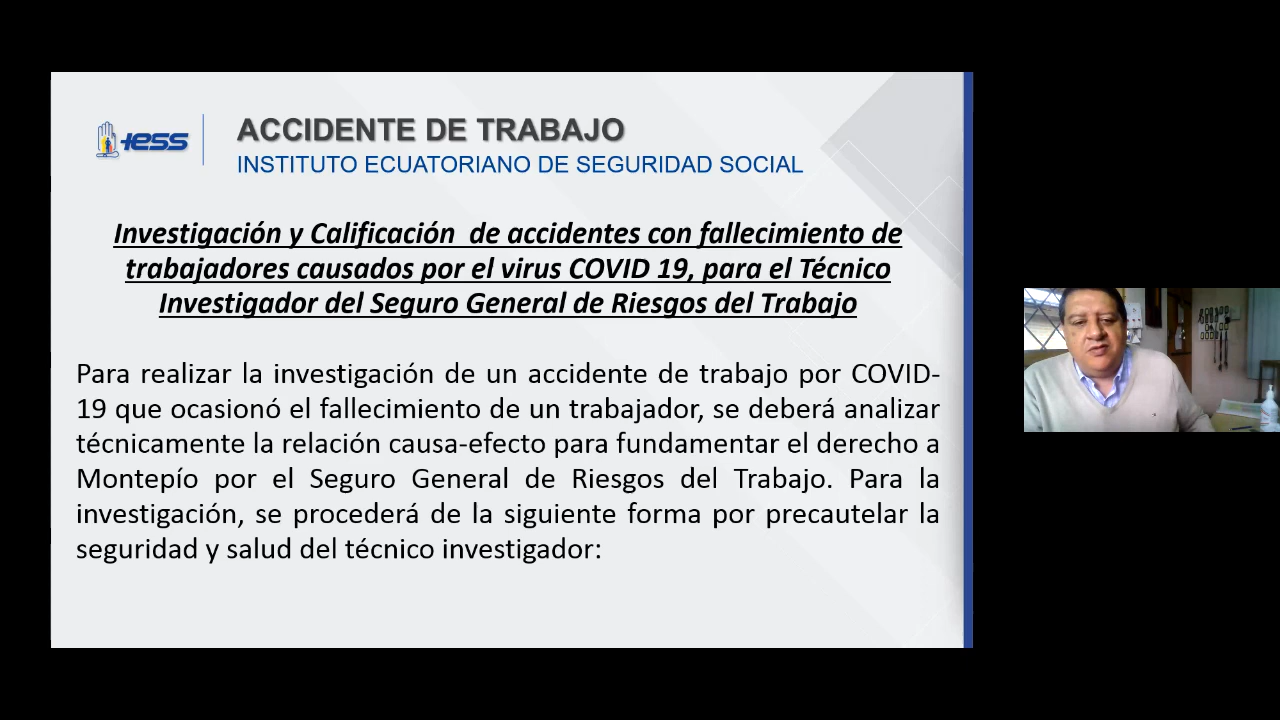 IESS
ACCIDENTE DE TRABAJO
INSTITUTO ECUATORIANO DE SEGURIDAD SOCIAL
Investigación y Calificación de accidentes con fallecimiento de
trabajadores causados por el virus COVID 19, para el Técnico
Investigador del Seguro General de Riesgos del Trabajo
Para realizar la investigación de un accidente de trabajo por COVID-
19 que ocasionó el fallecimiento de un trabajador, se deberá analizar
técnicamente la relación causa-efecto para fundamentar el derecho a
Montepío por el Seguro General de Riesgos del Trabajo. Para la
investigación, se procederá de la siguiente forma por precautelar la
seguridad y salud del técnico investigador: